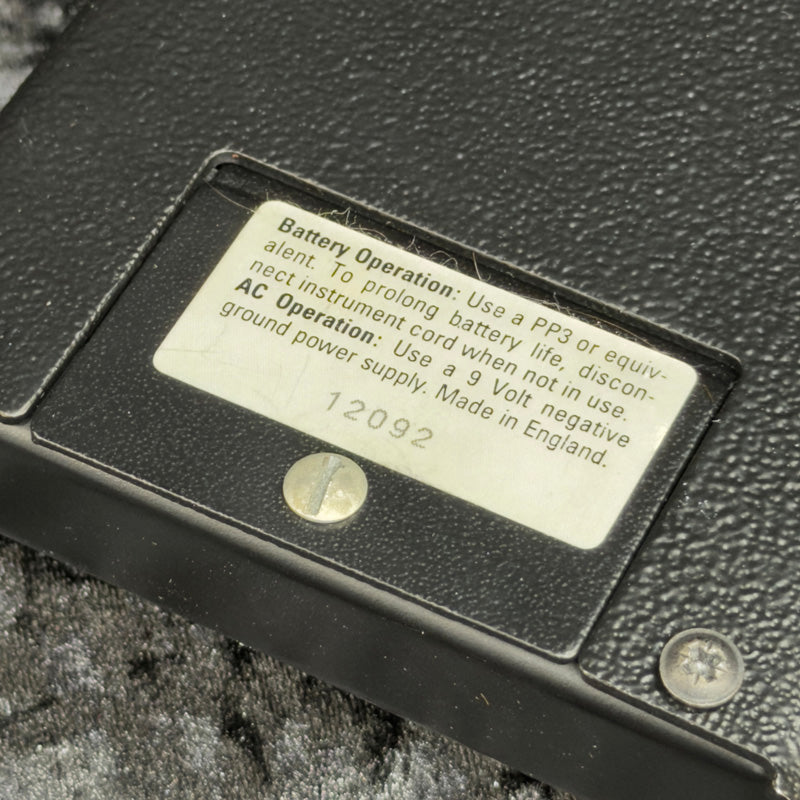 Battery Operation: Use a PP3 or equiv-
alent. To prolong battery life, discon-
nect instrument cord when not in use.
AC Operation: Use a 9 Volt negative
ground power supply. Made in England.
12092